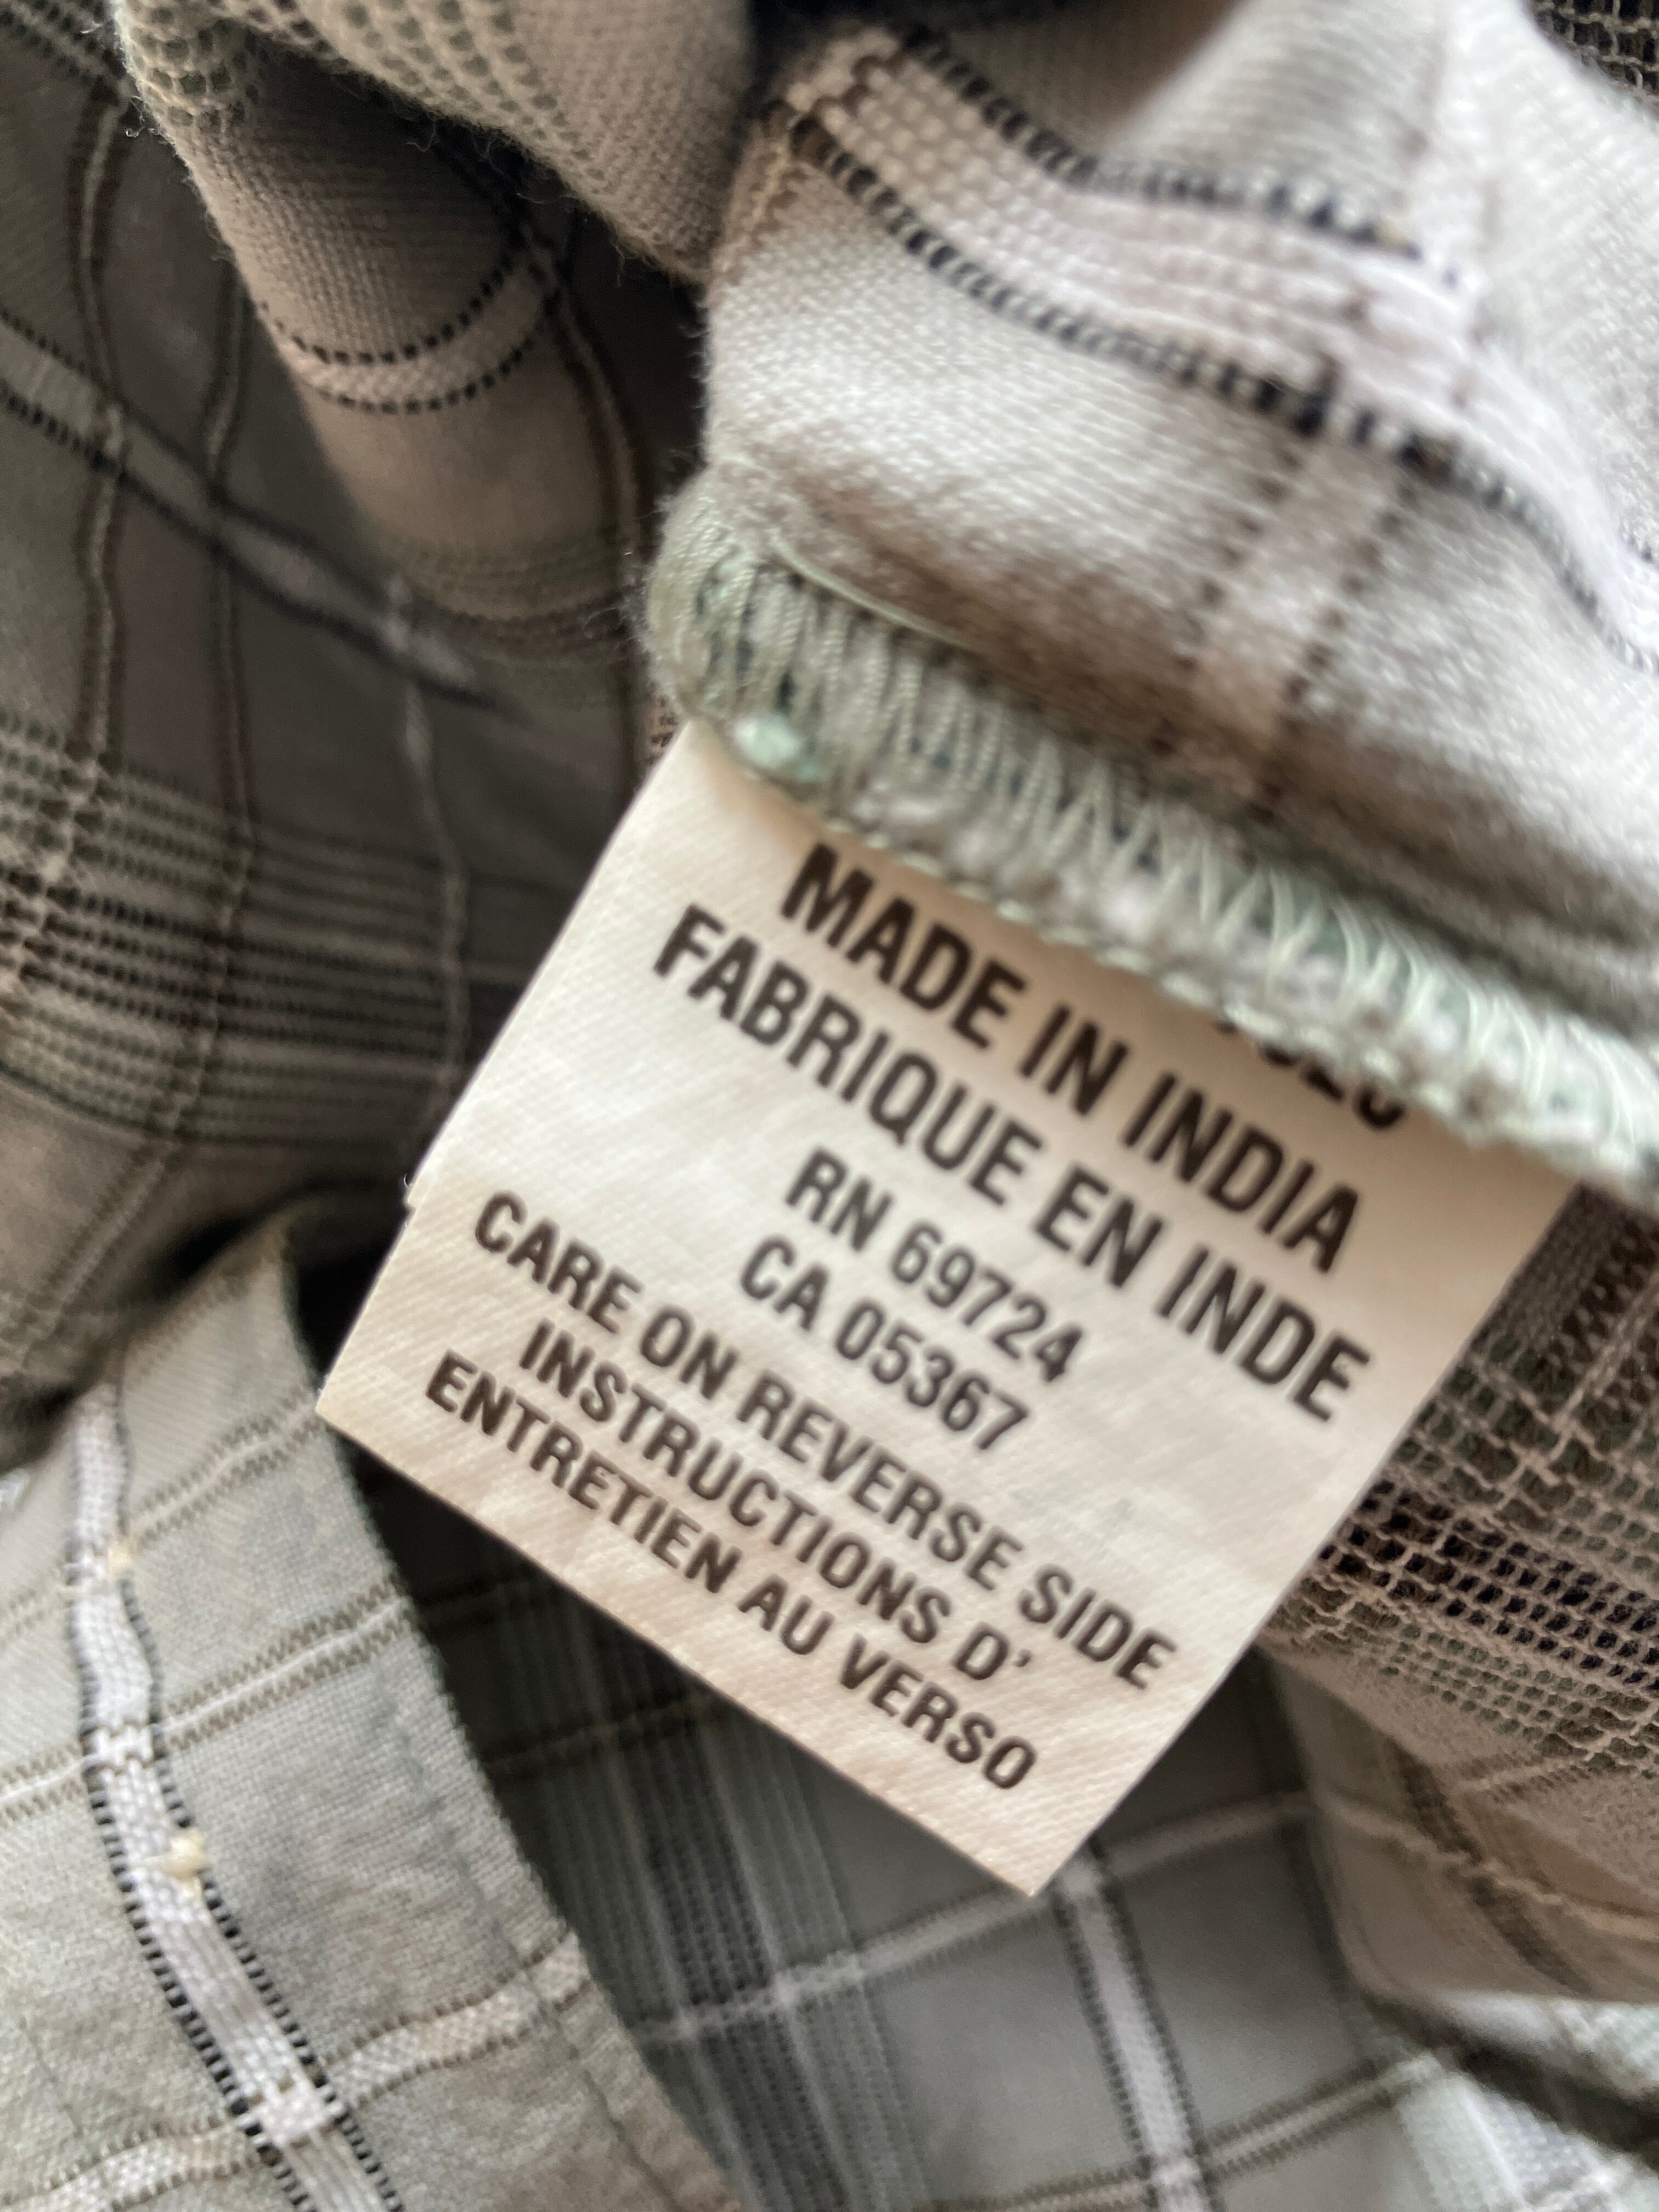 MADE IN INDIA
FABRIQUE EN INDE
RN 69724
CA 05367
CARE ON REVERSE SIDE
INSTRUCTIONS D'
ENTRETIEN AU VERSO